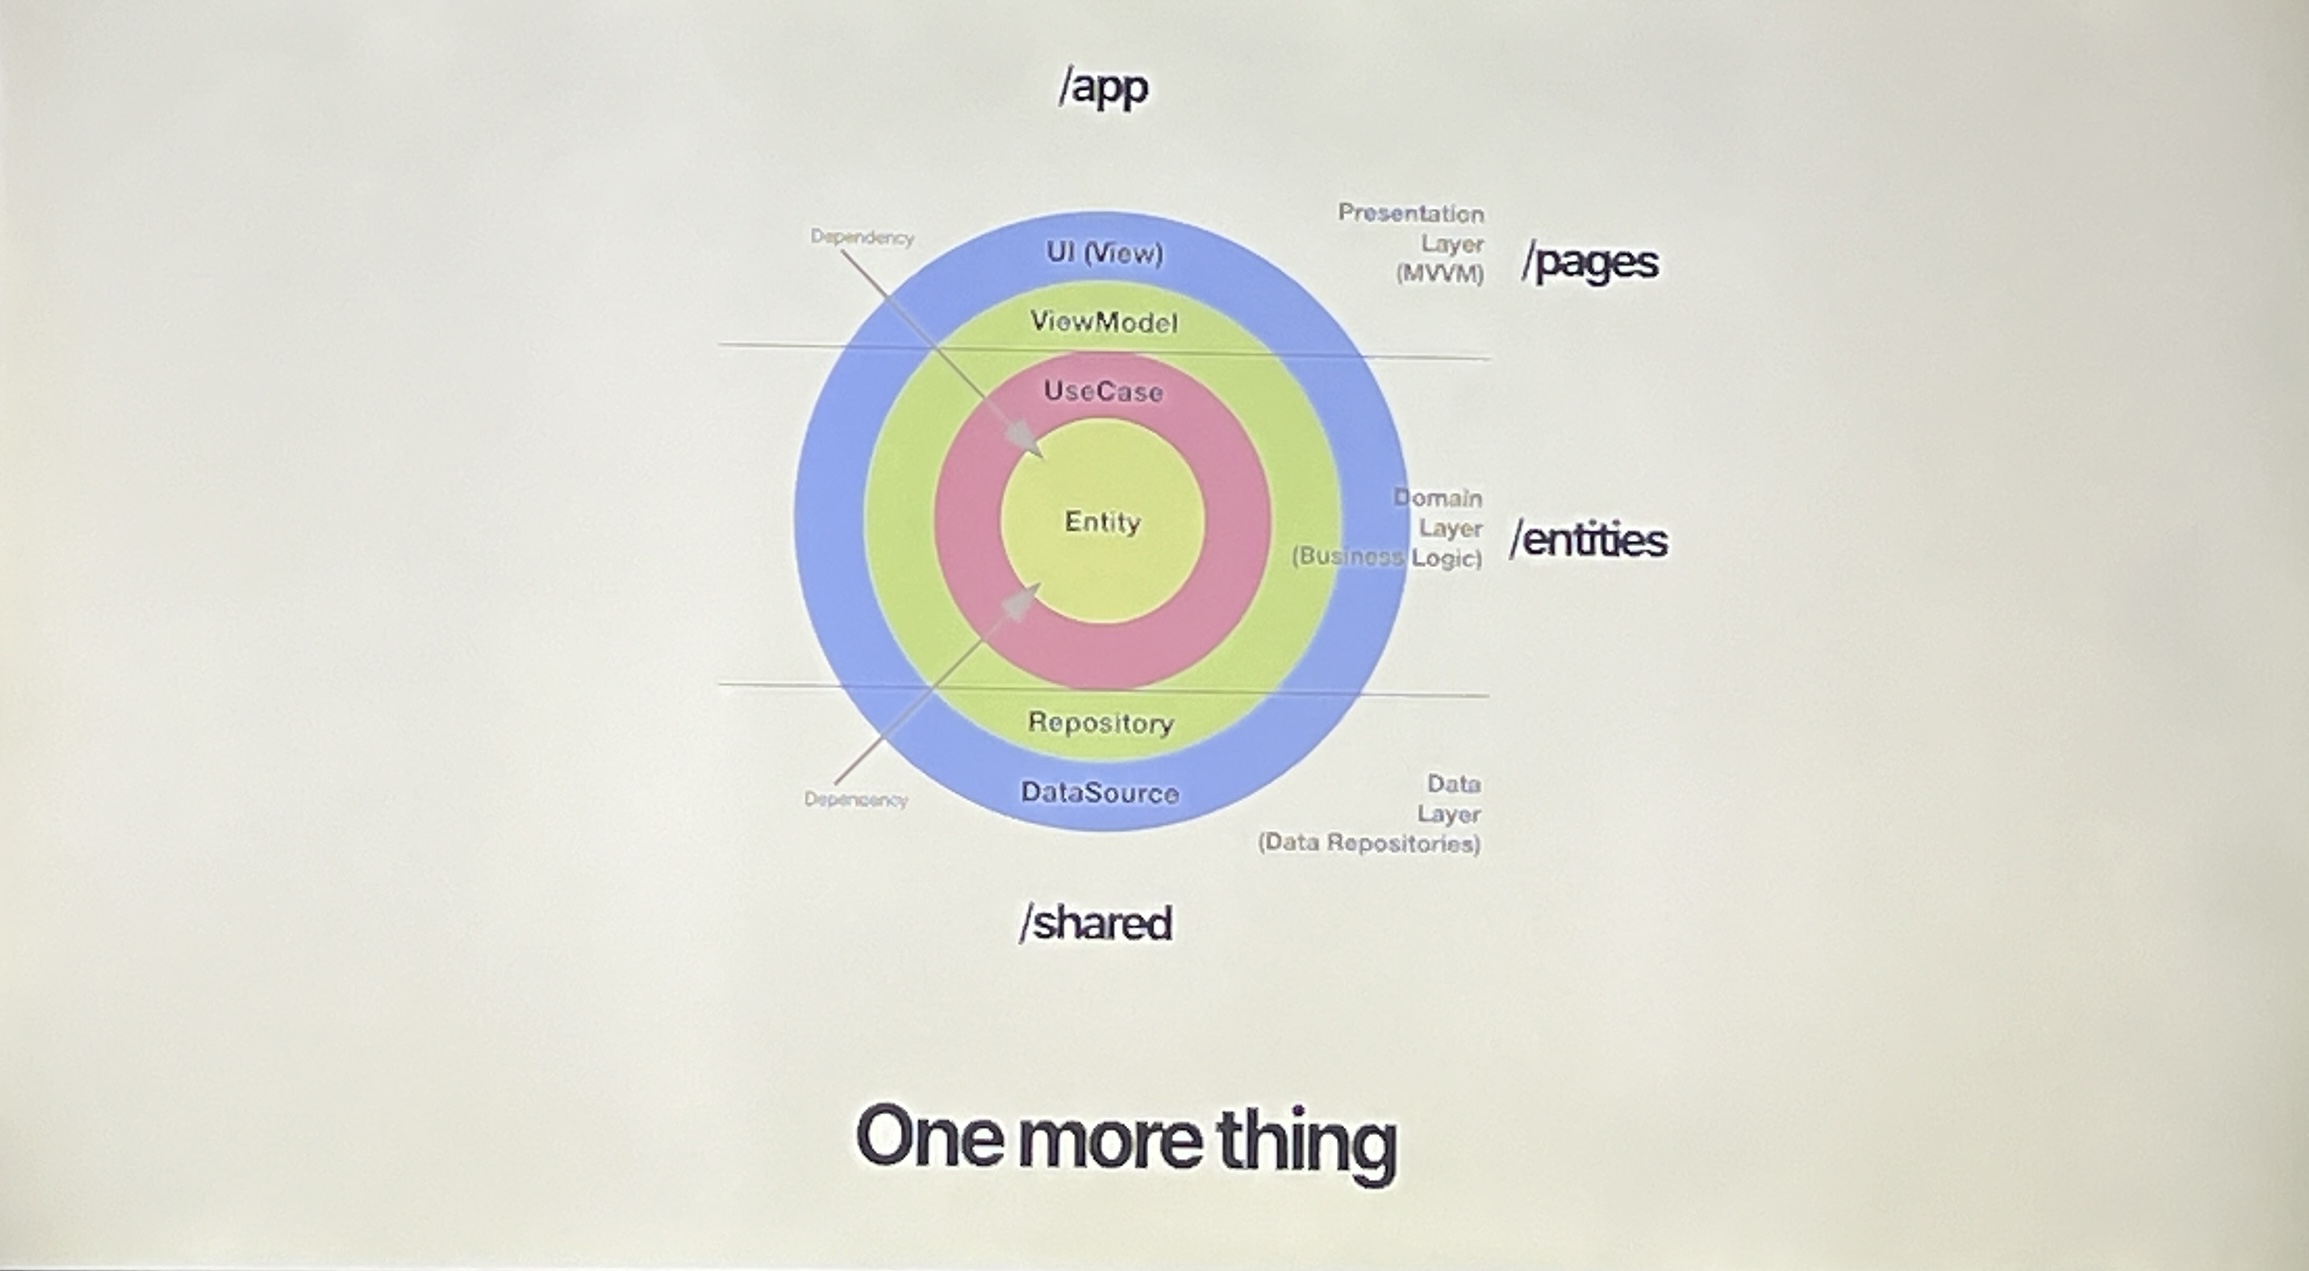 /app
Dependency
UI (View)
Presentation
Layer
(MVVM)
/pages
ViewModel
UseCase
Entity
Domain
Layer
(Business Logic)
/entities
Repository
DataSource
Dependency
Data
Layer
(Data Repositories)
/shared
One more thing